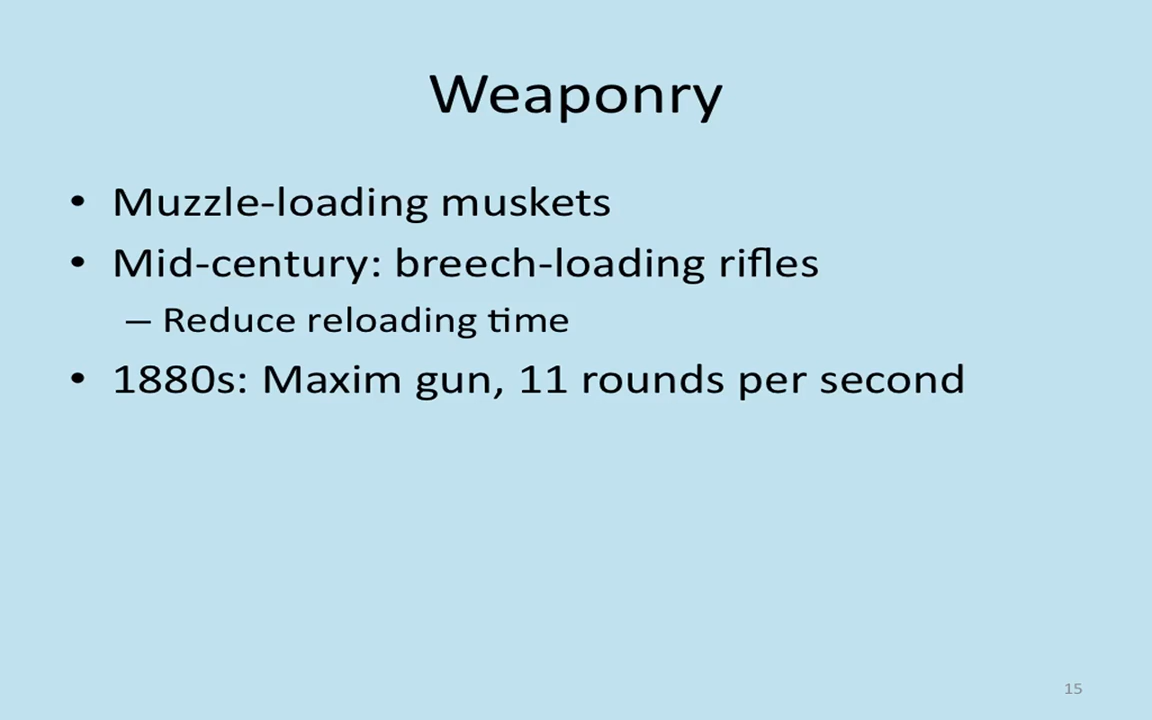 Weaponry
• Muzzle-loading muskets
• Mid-century: breech-loading rifles
– Reduce reloading time
• 1880s: Maxim gun, 11 rounds per second
15